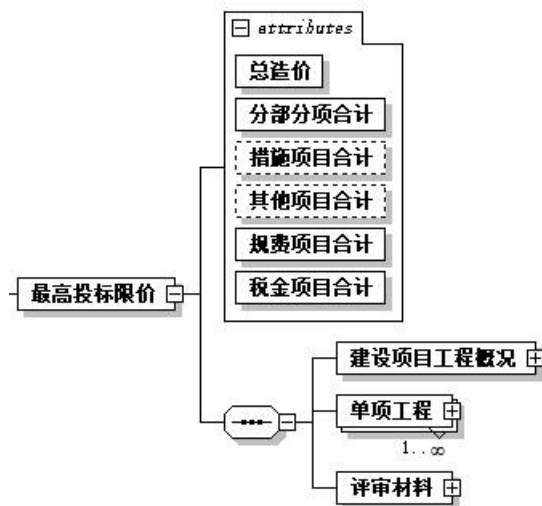 attributes
总造价
分部分项合计
措施项目合计
其他项目合计
规费项目合计
税金项目合计
最高投标限价
建设项目工程概况
单项工程
1..∞
评审材料